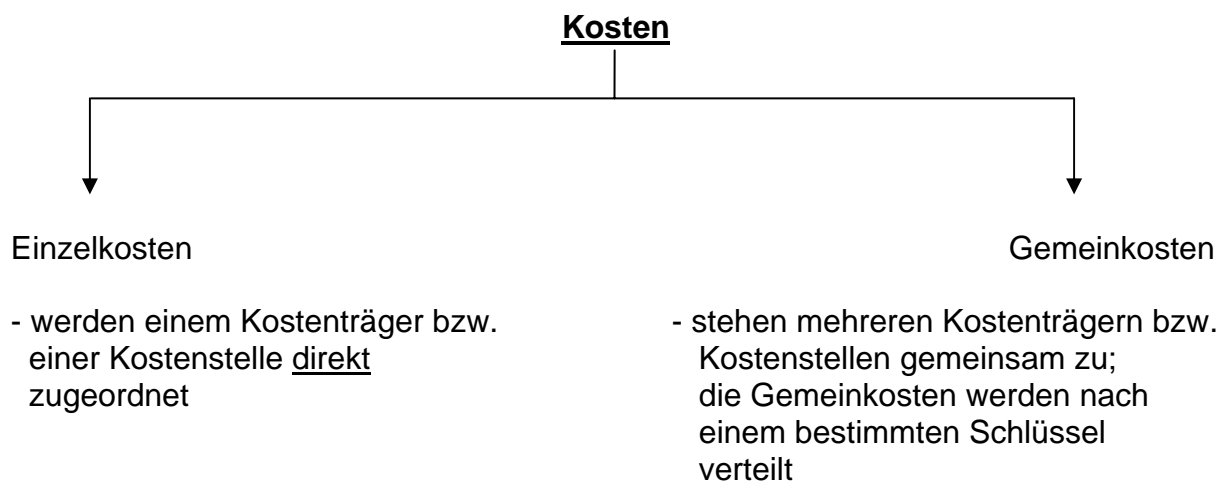 Kosten
Einzelkosten
- werden einem Kostenträger bzw.
einer Kostenstelle direkt
zugeordnet
Gemeinkosten
- stehen mehreren Kostenträgern bzw.
Kostenstellen gemeinsam zu;
die Gemeinkosten werden nach
einem bestimmten Schlüssel
verteilt